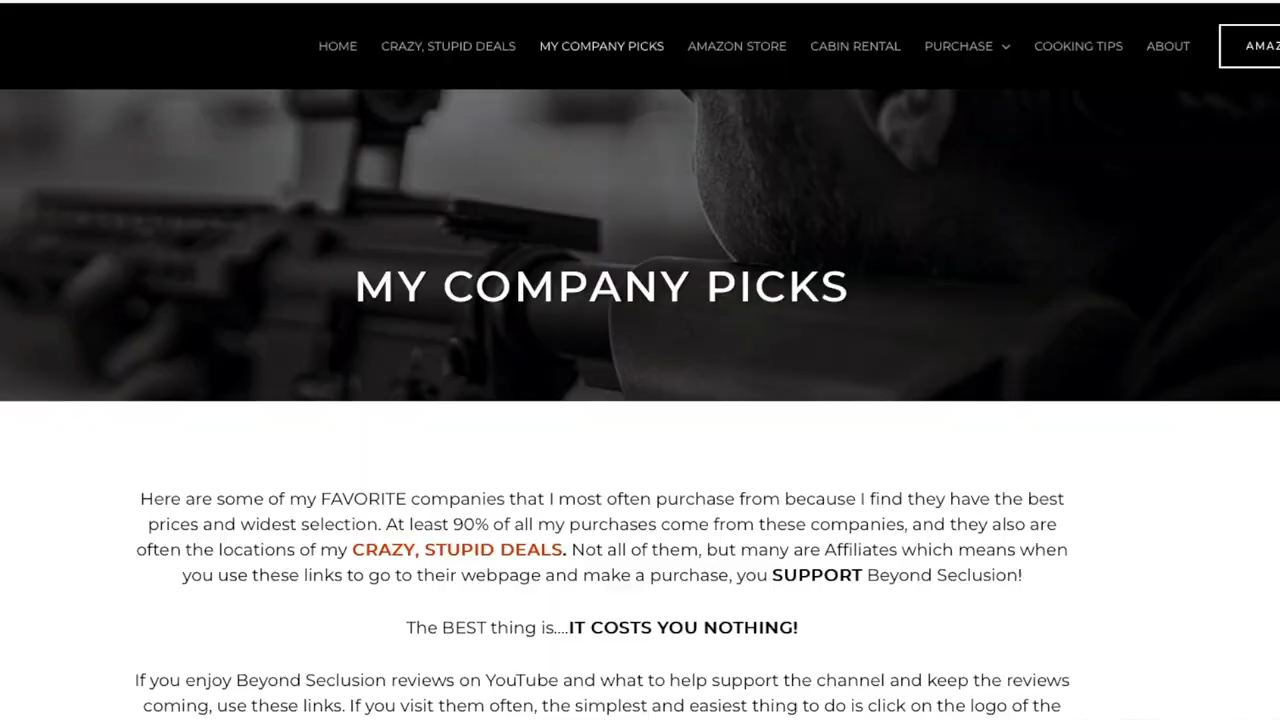 HOME CRAZY, STUPID DEALS MY COMPANY PICKS AMAZON STORE CABIN RENTAL PURCHASE COOKING TIPS ABOUT
MY COMPANY PICKS
Here are some of my FAVORITE companies that I most often purchase from because I find they have the best
prices and widest selection. At least 90% of all my purchases come from these companies, and they also are
often the locations of my CRAZY, STUPID DEALS. Not all of them, but many are Affiliates which means when
you use these links to go to their webpage and make a purchase, you SUPPORT Beyond Seclusion!
The BEST thing is....IT COSTS YOU NOTHING!
If you enjoy Beyond Seclusion reviews on YouTube and what to help support the channel and keep the reviews
coming, use these links. If you visit them often, the simplest and easiest thing to do is click on the logo of the